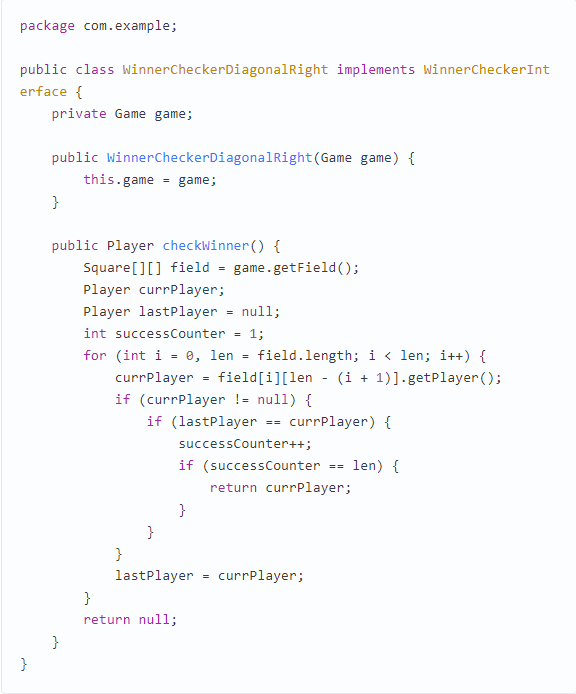 package com.example;

public class WinnerCheckerDiagonalRight implements WinnerCheckerInt
erface {
    private Game game;

    public WinnerCheckerDiagonalRight(Game game) {
        this.game = game;
    }

    public Player checkWinner() {
        Square[][] field = game.getField();
        Player currPlayer;
        Player lastPlayer = null;
        int successCounter = 1;
        for (int i = 0, len = field.length; i < len; i++) {
            currPlayer = field[i][len - (i + 1)].getPlayer();
            if (currPlayer != null) {
                if (lastPlayer == currPlayer) {
                    successCounter++;
                    if (successCounter == len) {
                        return currPlayer;
                    }
                }
            }
            lastPlayer = currPlayer;
        }
        return null;
    }
}